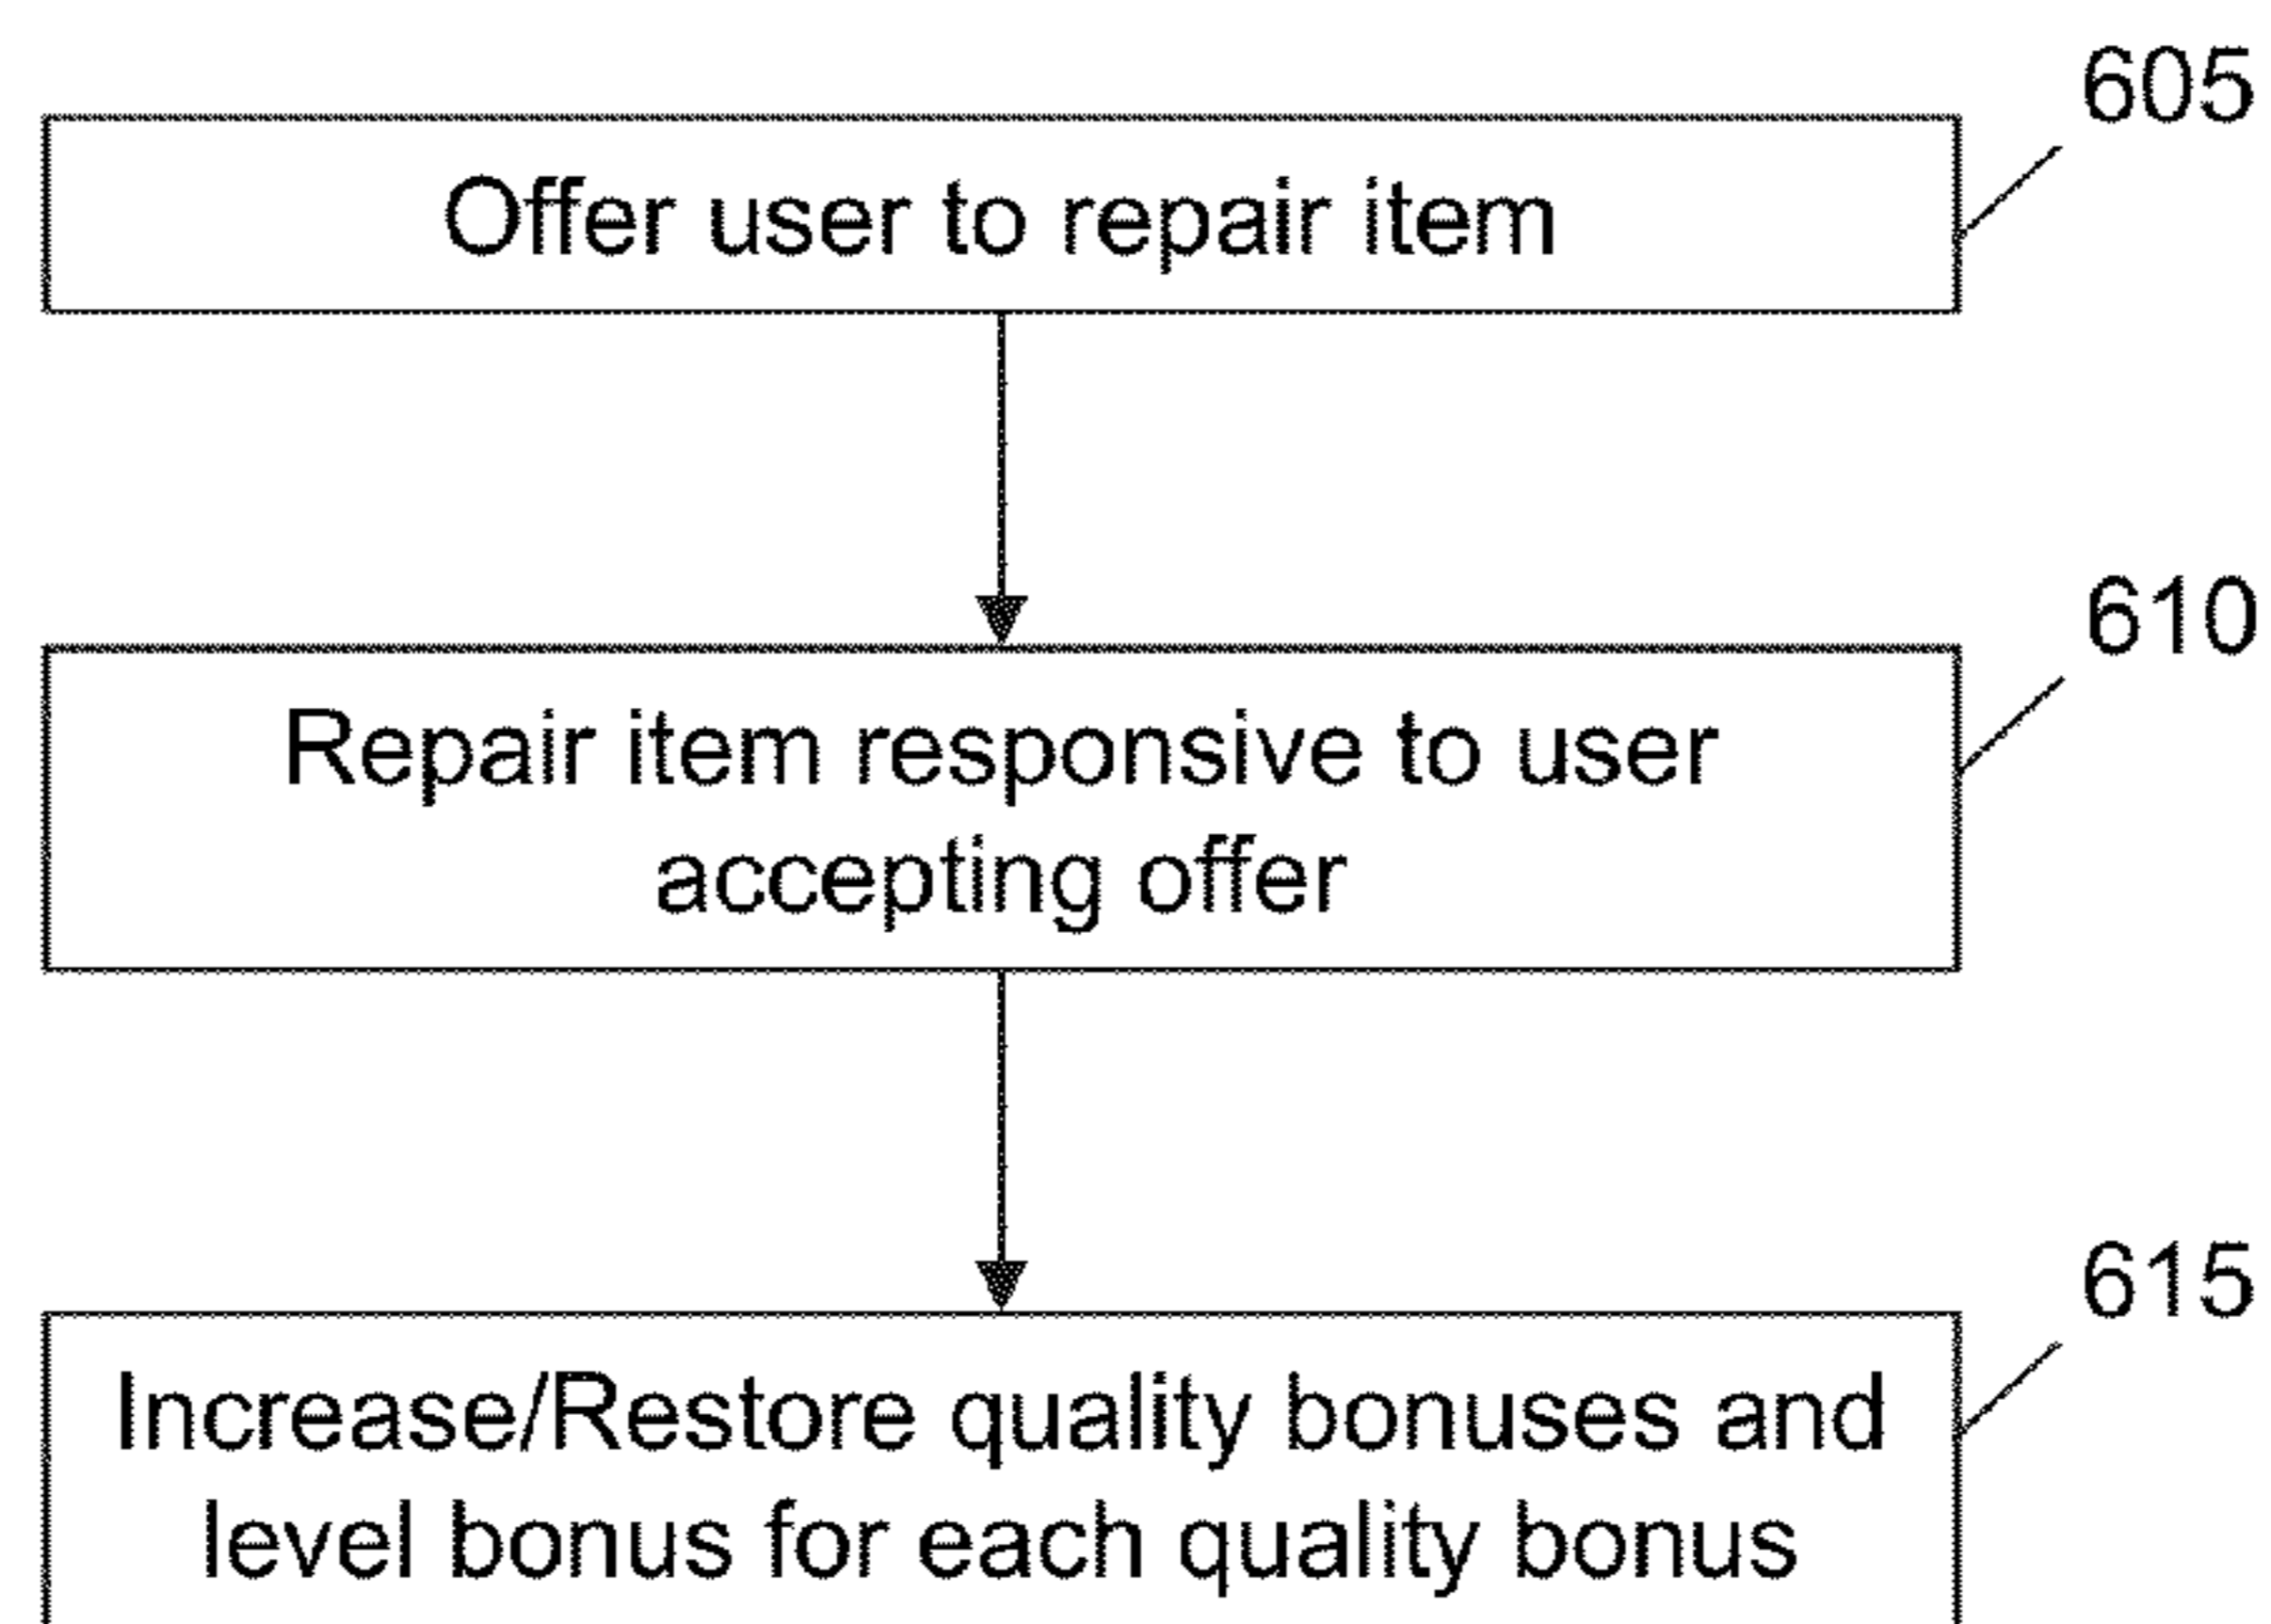 605
Offer user to repair item
610
Repair item responsive to user
accepting offer
615
Increase/Restore quality bonuses and
level bonus for each quality bonus